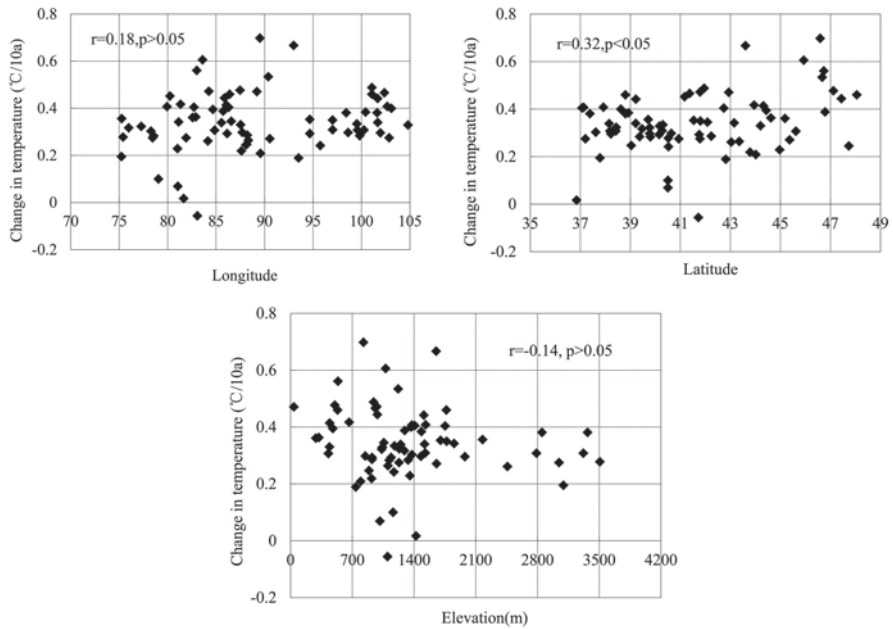 0.8
0.6
0.4
0.2
0
-0.2
Change in temperature (℃/10a)
r=0.18,p>0.05
70 75 80 85 90 95 100 105
Longitude
0.8
0.6
0.4
0.2
0
-0.2
Change in temperature (℃/10a)
r=0.32,p<0.05
35 37 39 41 43 45 47 49
Latitude
0.8
0.6
0.4
0.2
0
-0.2
Change in temperature (℃/10a)
r=-0.14, p>0.05
0 700 1400 2100 2800 3500 4200
Elevation(m)